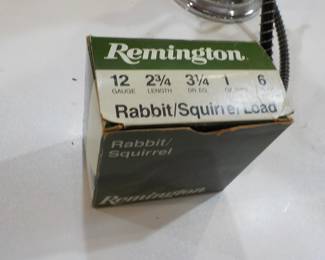 Remington.
12 2¾ 3¼ 1 6
GAUGE LENGTH DR. EQ.
Rabbit/Squirrel Load
Rabbit/
Squirrel
Remington